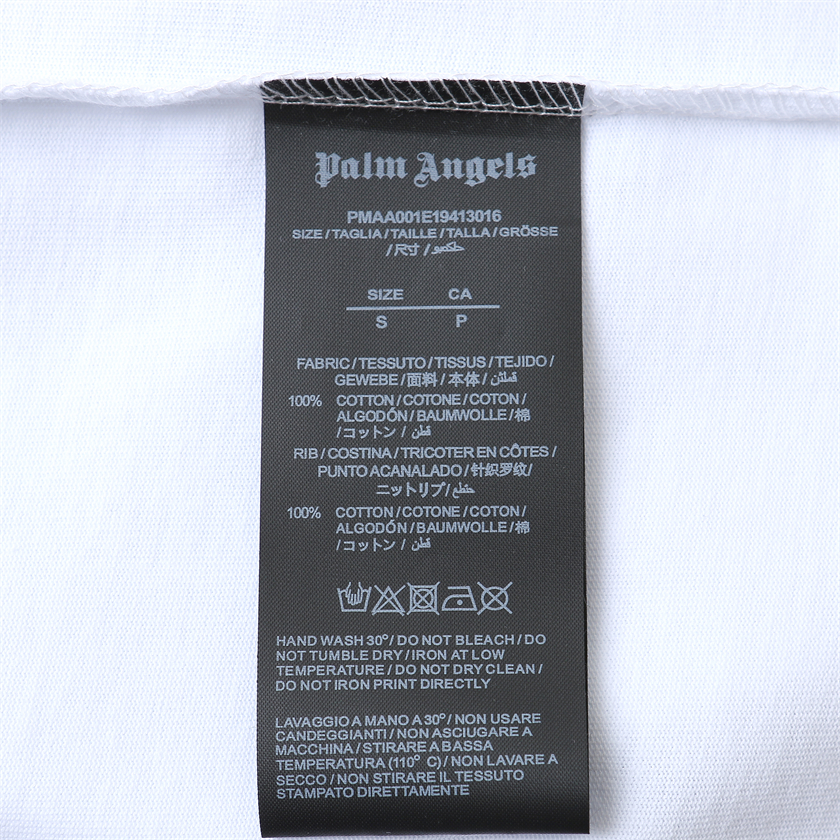 Palm Angels
PMAA001E19413016
SIZE / TAGLIA / TAILLE / TALLA / GRÖSSE
/ 尺寸 /
SIZE CA
S P
FABRIC / TESSUTO / TISSUS / TEJIDO /
GEWEBE / 面料 / 本体 /
100% COTTON / COTONE / COTON /
ALGODÓN / BAUMWOLLE / 棉
/ コットン / قطن
RIB / COSTINA / TRICOTER EN CÔTES /
PUNTO ACANALADO / 针织罗纹 /
ニットリブ /
100% COTTON / COTONE / COTON /
ALGODÓN / BAUMWOLLE / 棉
/ コットン / قطن
HAND WASH 30°/ DO NOT BLEACH / DO
NOT TUMBLE DRY / IRON AT LOW
TEMPERATURE / DO NOT DRY CLEAN /
DO NOT IRON PRINT DIRECTLY
LAVAGGIO A MANO A 30°/ NON USARE
CANDEGGIANTI / NON ASCIUGARE A
MACCHINA / STIRARE A BASSA
TEMPERATURA (110° C) / NON LAVARE A
SECCO / NON STIRARE IL TESSUTO
STAMPATO DIRETTAMENTE